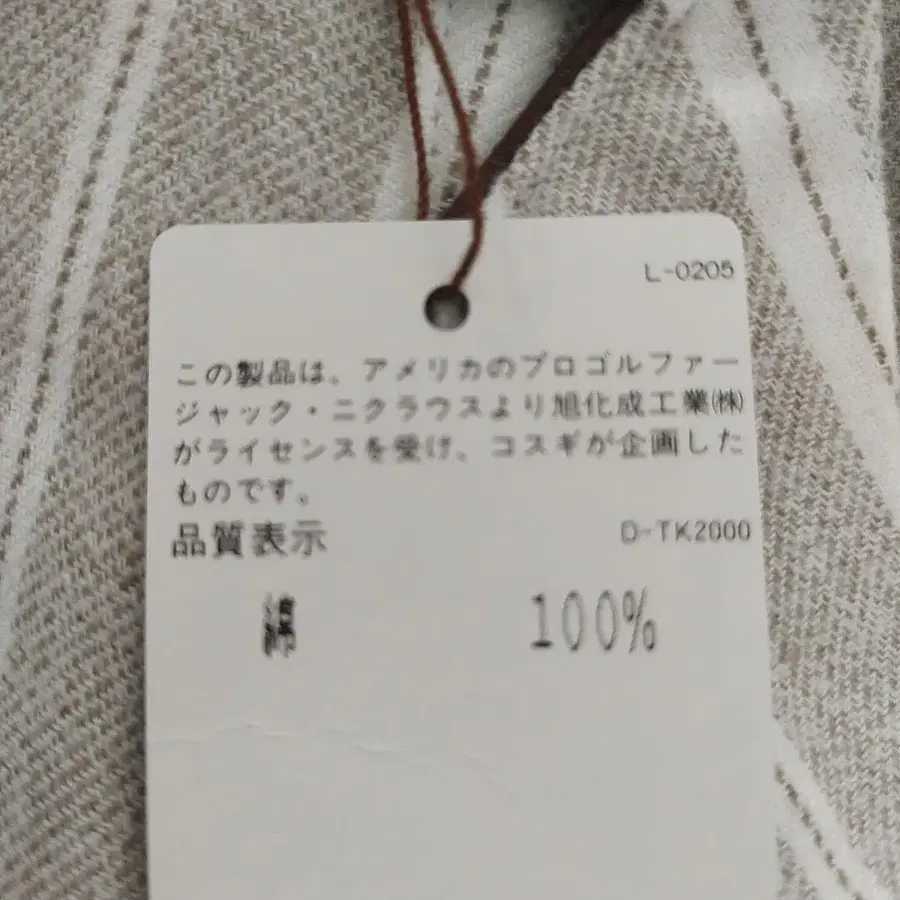 L-0205
この製品は、アメリカのプロゴルファー
ジャック・ニクラウスより旭化成工業㈱
がライセンスを受け、コスギが企画した
ものです。
品質表示 D-TK2000
綿 100%